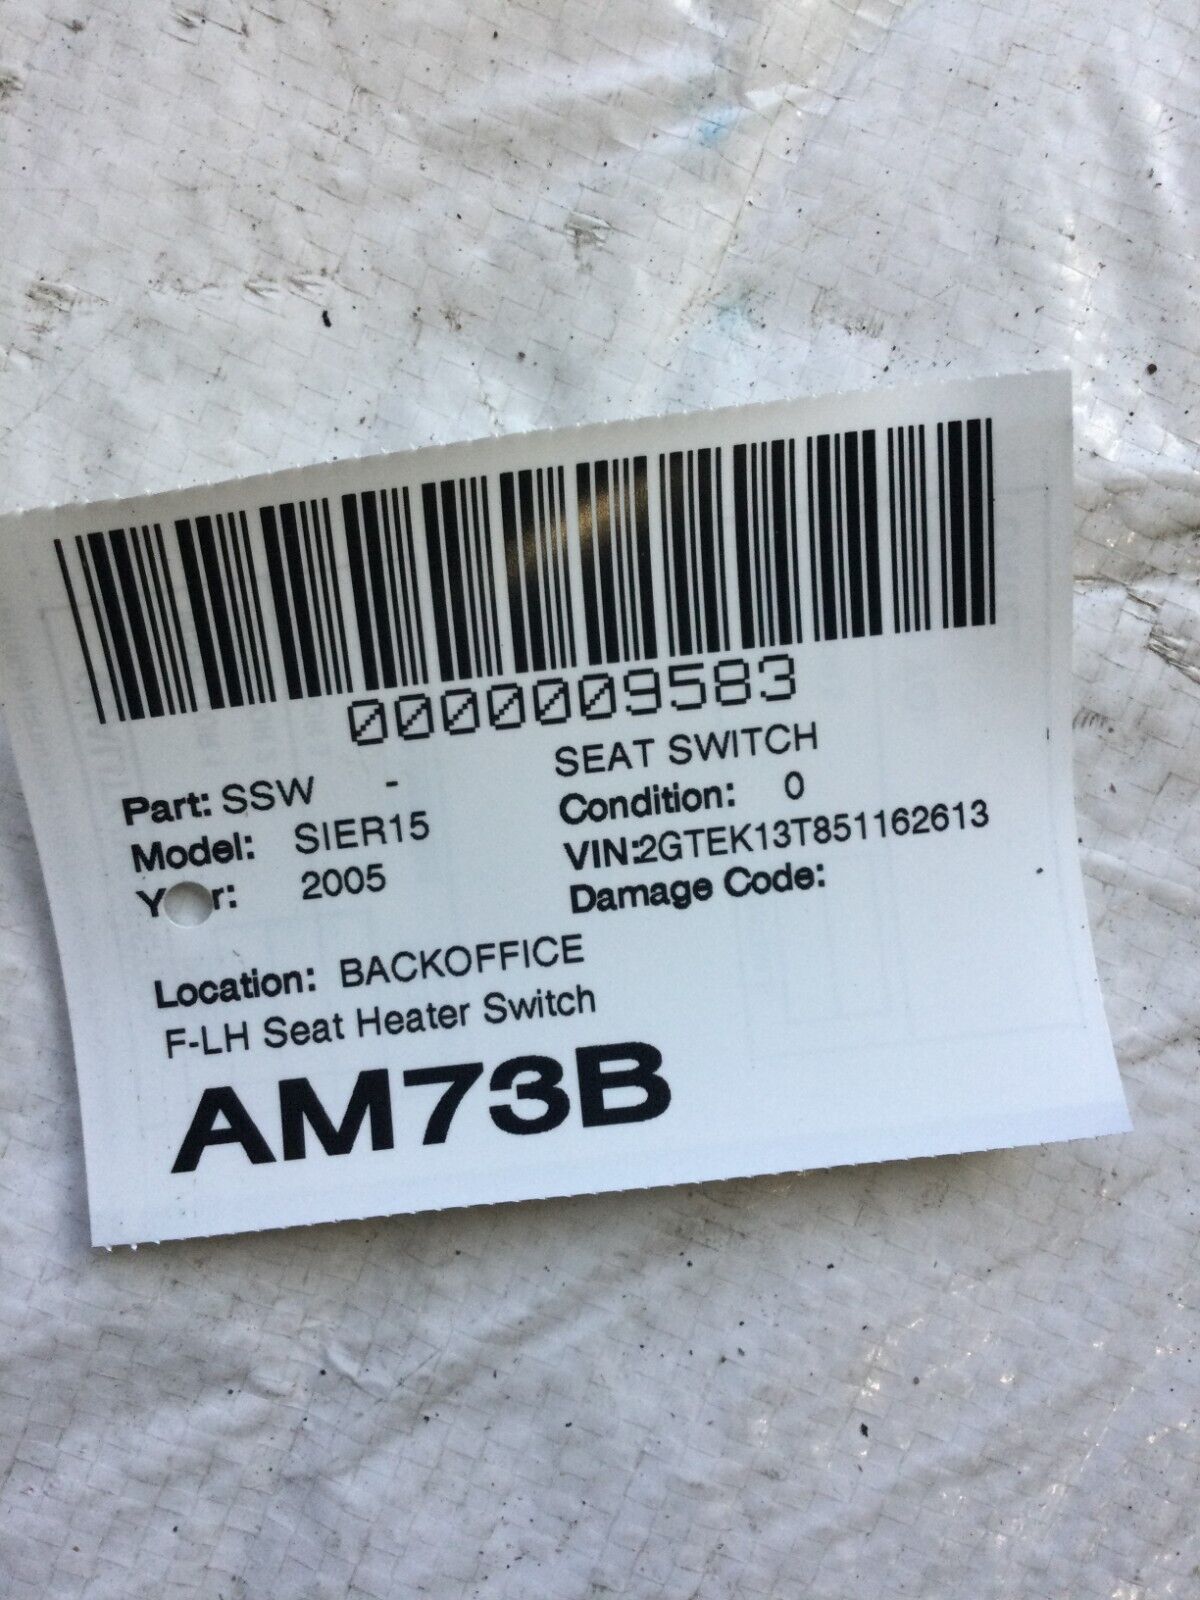 0000009583
Part: SSW - SEAT SWITCH
Model: SIER15 Condition: 0
Y r: 2005 VIN:2GTEK13T851162613
Damage Code:
Location: BACKOFFICE
F-LH Seat Heater Switch
AM73B